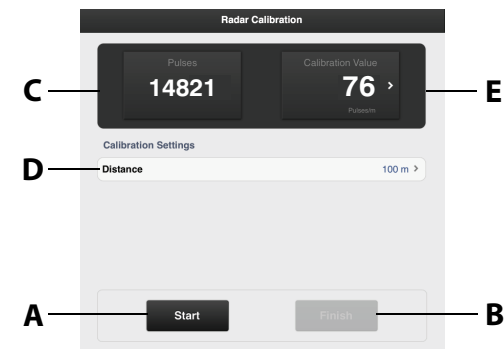 Radar Calibration
Pulses
Calibration Value
C
14821
76 >
E
Pulses/m
Calibration Settings
D
Distance
100 m >
A
Start
Finish
B